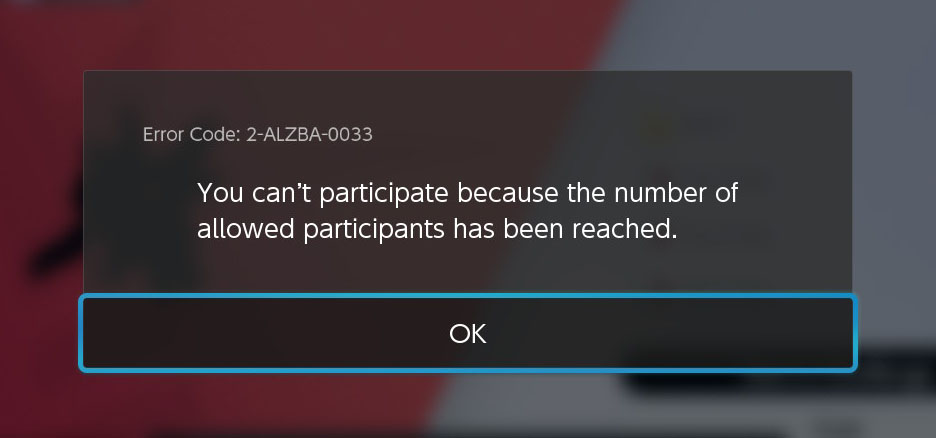 Error Code: 2-ALZBA-0033
You can't participate because the number of
allowed participants has been reached.
OK